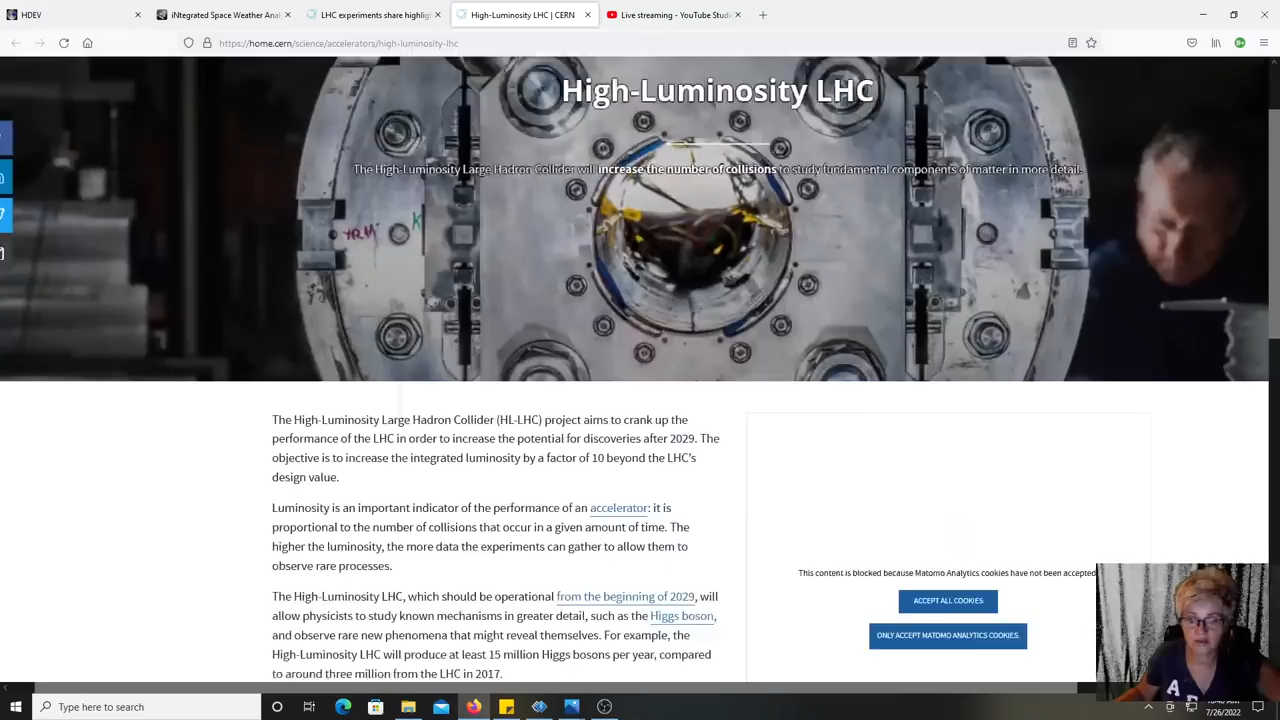 HDEV
iNtegrated Space Weather Anal
LHC experiments share highlig
High-Luminosity LHC | CERN
Live streaming - YouTube Studi
https://home.cern/science/accelerators/high-luminosity-lhc
High-Luminosity LHC
The High-Luminosity Large Hadron Collider will increase the number of collisions to study fundamental components of matter in more detail.
The High-Luminosity Large Hadron Collider (HL-LHC) project aims to crank up the
performance of the LHC in order to increase the potential for discoveries after 2029. The
objective is to increase the integrated luminosity by a factor of 10 beyond the LHC's
design value.
Luminosity is an important indicator of the performance of an accelerator: it is
proportional to the number of collisions that occur in a given amount of time. The
higher the luminosity, the more data the experiments can gather to allow them to
observe rare processes.
The High-Luminosity LHC, which should be operational from the beginning of 2029, will
allow physicists to study known mechanisms in greater detail, such as the Higgs boson,
and observe rare new phenomena that might reveal themselves. For example, the
High-Luminosity LHC will produce at least 15 million Higgs bosons per year, compared
to around three million from the LHC in 2017.
This content is blocked because Matomo Analytics cookies have not been accepted
ACCEPT ALL COOKIES
ONLY ACCEPT MATOMO ANALYTICS COOKIES.
Type here to search
7/26/2022